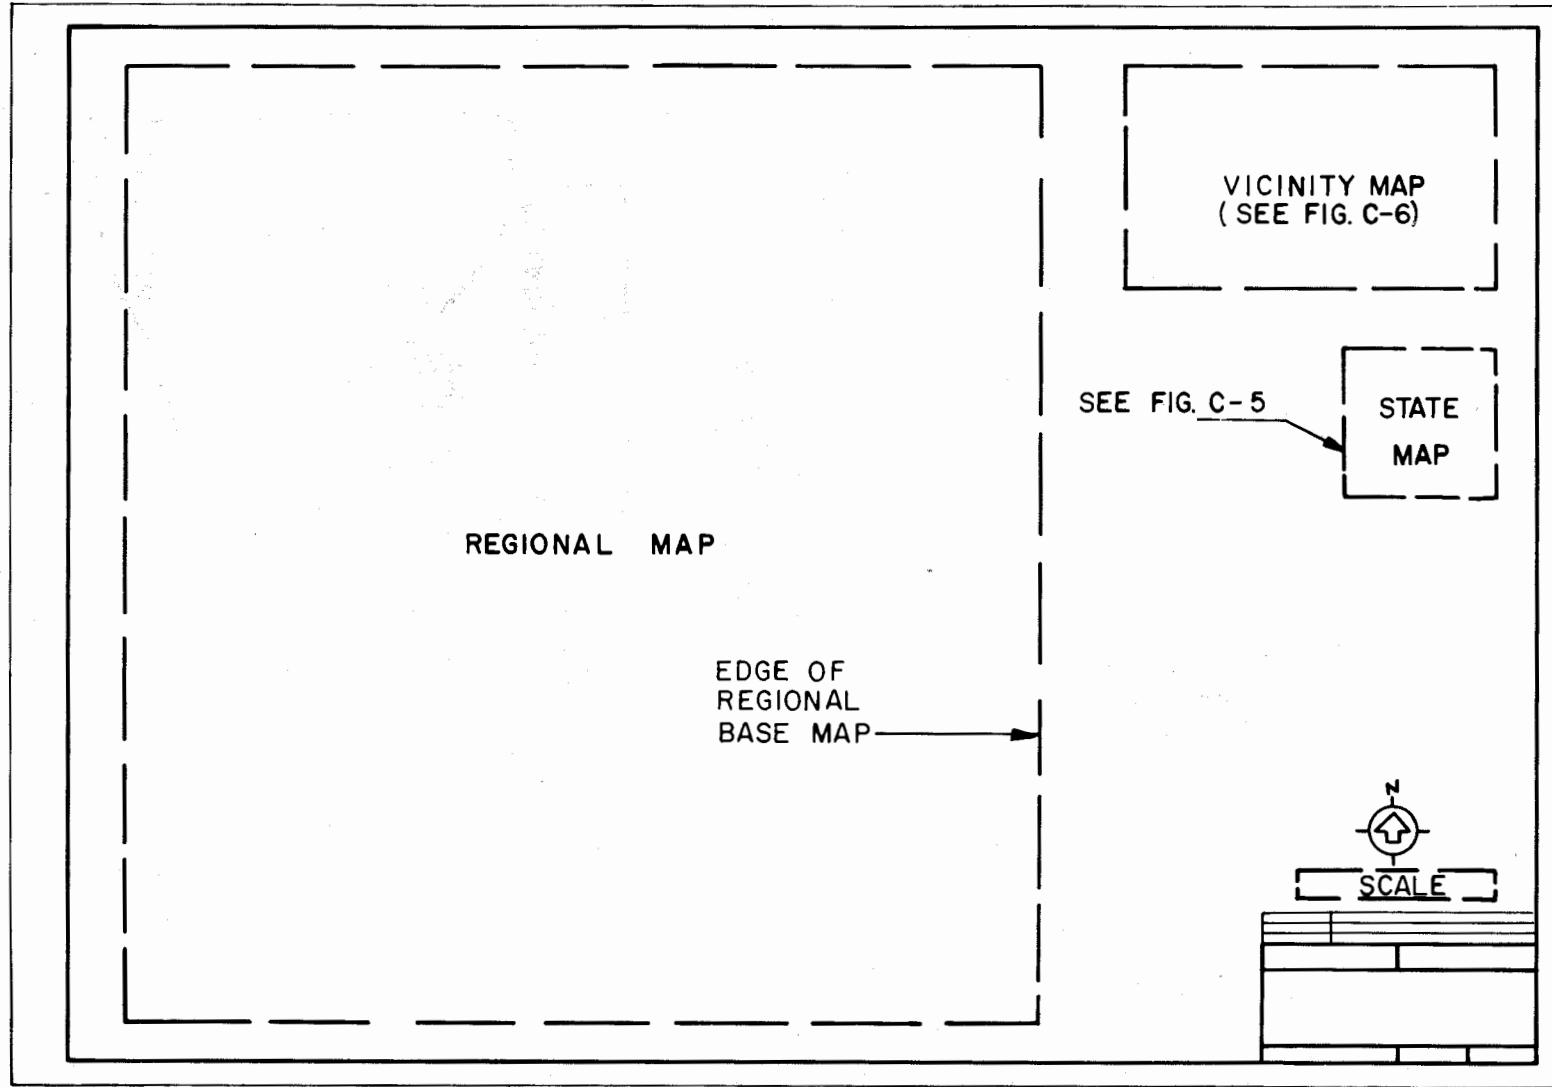 VICINITY MAP
(SEE FIG. C-6)
SEE FIG. C-5
STATE
MAP
REGIONAL MAP
EDGE OF
REGIONAL
BASE MAP
N
SCALE